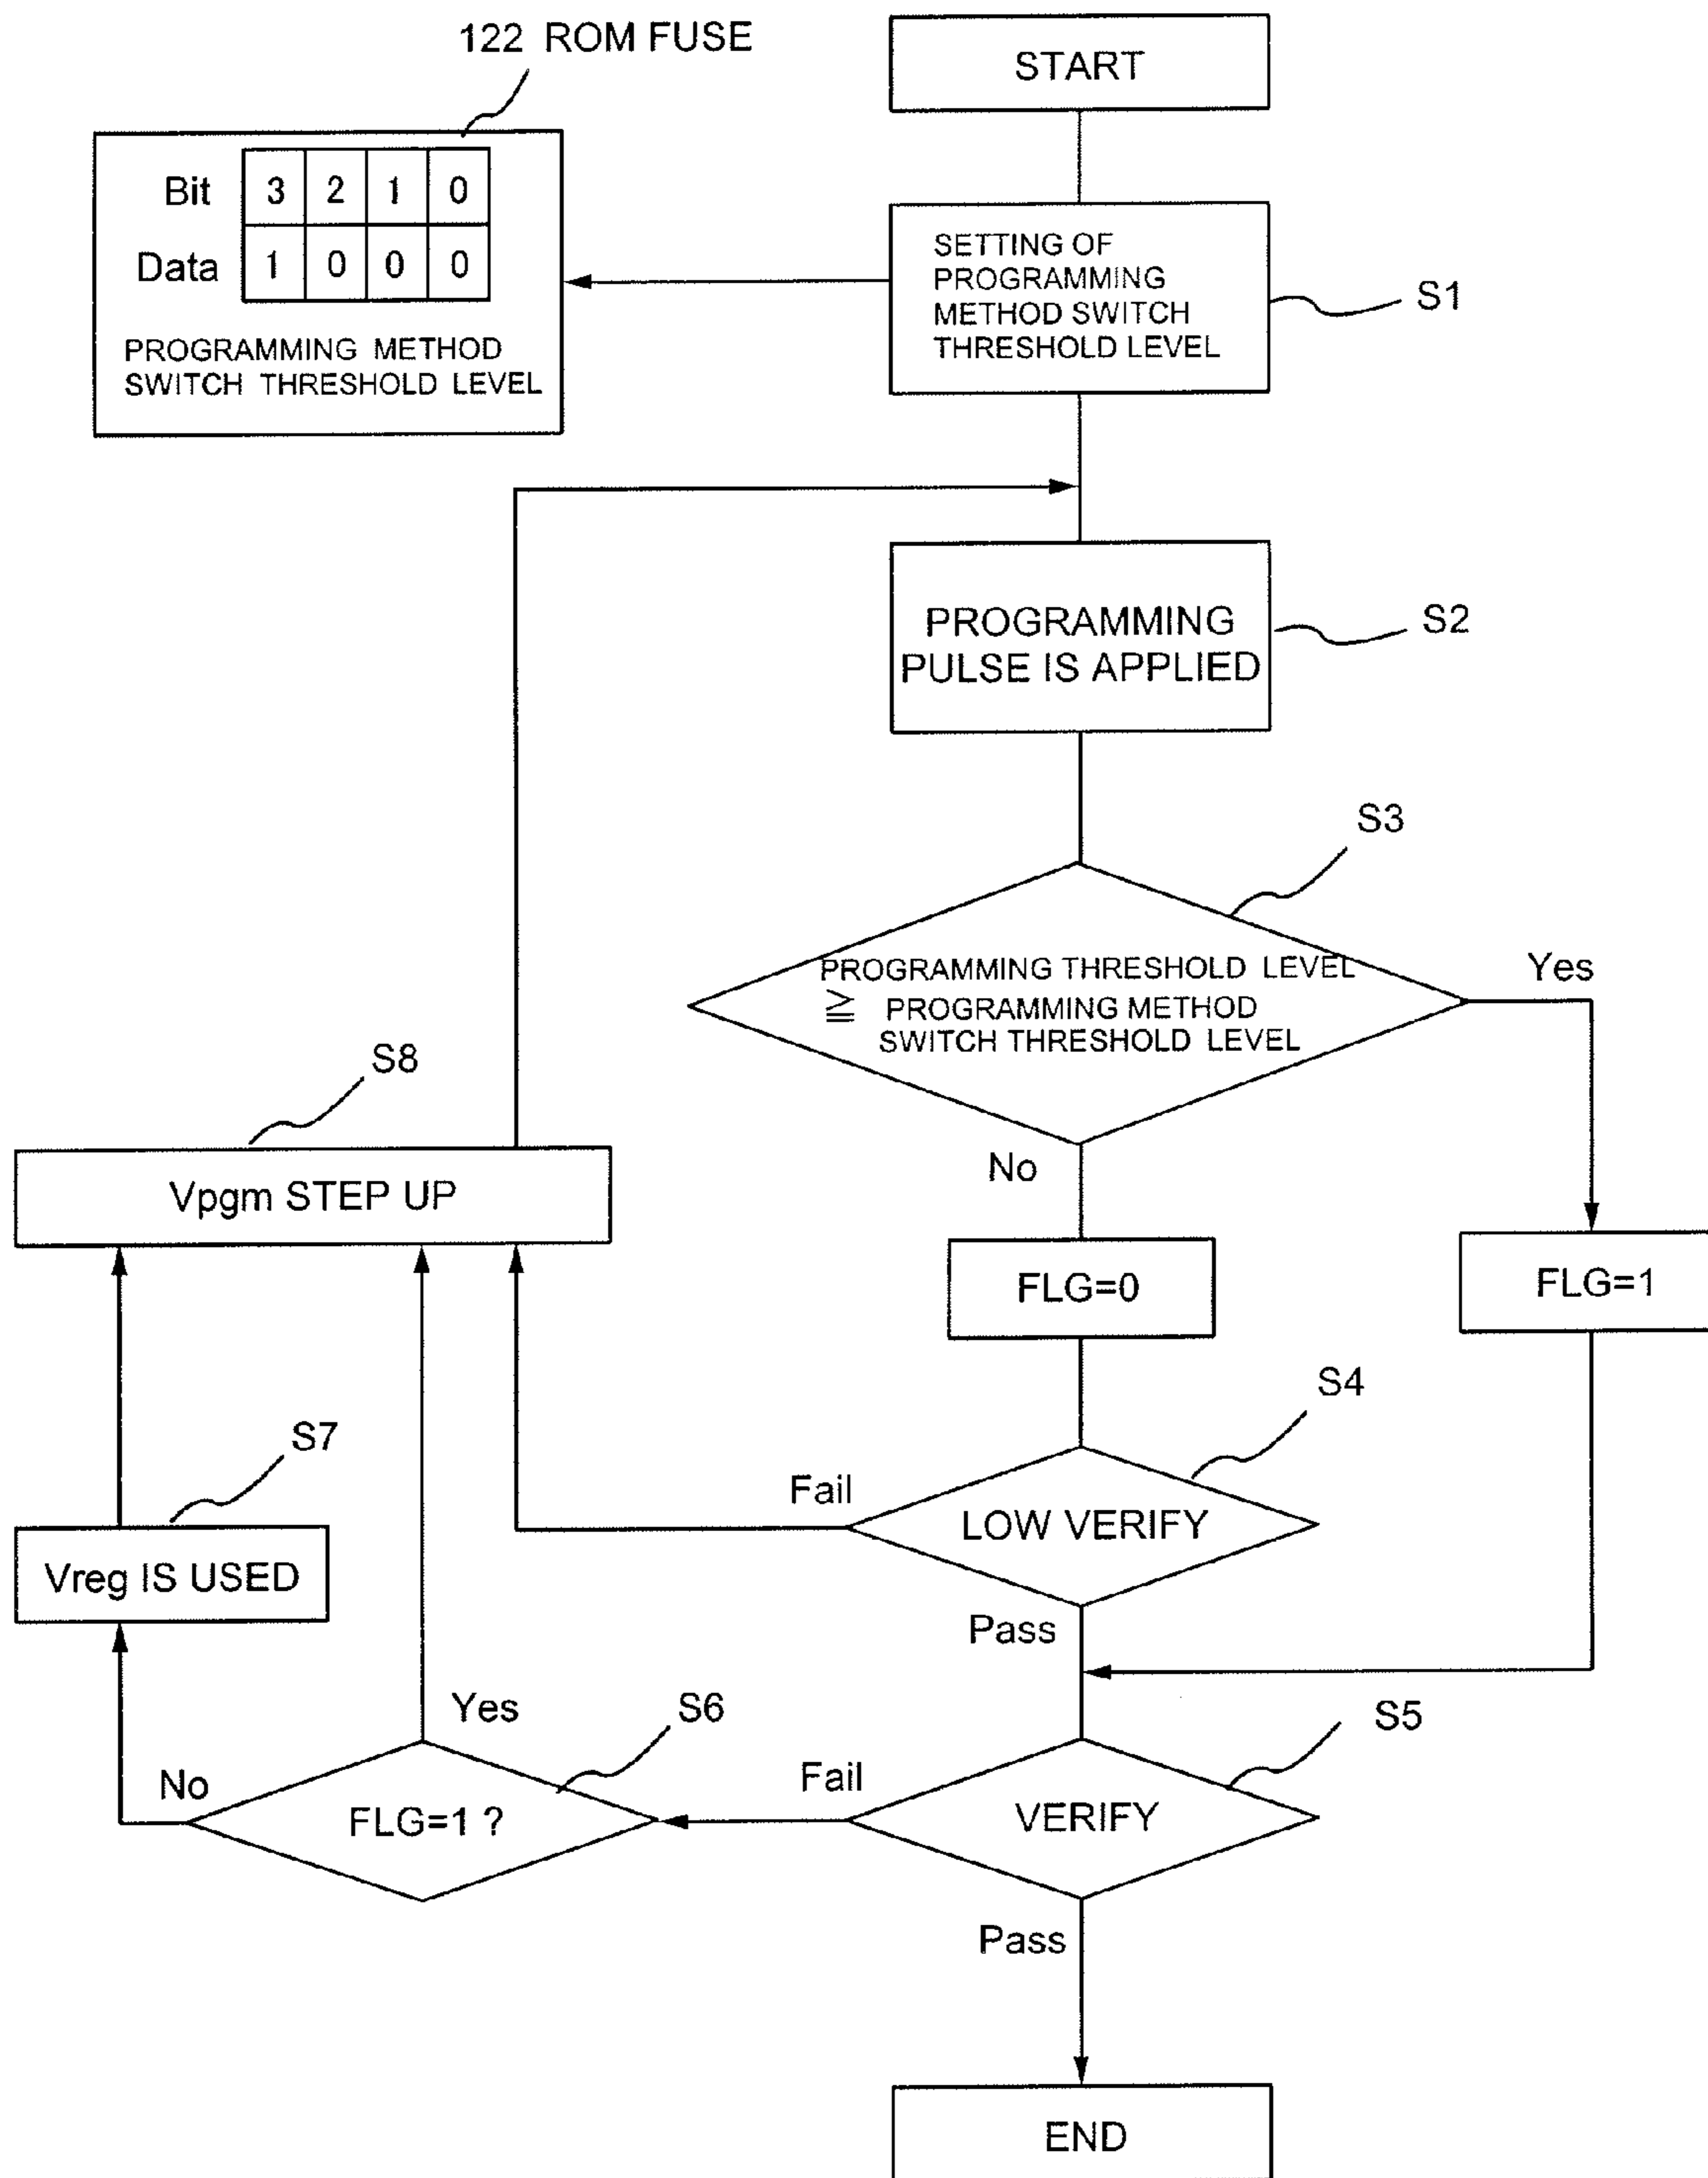 122 ROM FUSE
START
Bit 3 2 1 0
Data 1 0 0 0
PROGRAMMING METHOD
SWITCH THRESHOLD LEVEL
SETTING OF
PROGRAMMING
METHOD SWITCH
THRESHOLD LEVEL
S1
PROGRAMMING
PULSE IS APPLIED
S2
S3
PROGRAMMING THRESHOLD LEVEL
≧ PROGRAMMING METHOD
SWITCH THRESHOLD LEVEL
Yes
No
S8
Vpgm STEP UP
FLG=0
FLG=1
S4
LOW VERIFY
Fail
Pass
S7
Vreg IS USED
S5
VERIFY
Fail
S6
FLG=1 ?
Yes
No
Pass
END